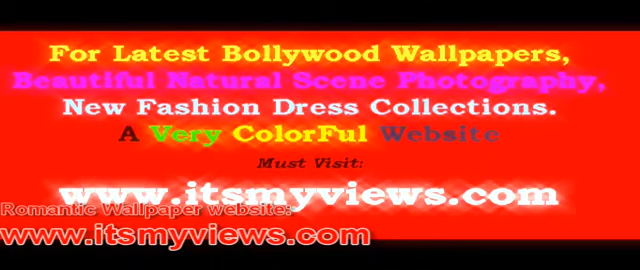 For Latest Bollywood Wallpapers,
Beautiful Natural Scene Photography,
New Fashion Dress Collections.
A Very ColorFul Website
Must Visit:
www.itsmyviews.com
Romantic Wallpaper website:
www.itsmyviews.com